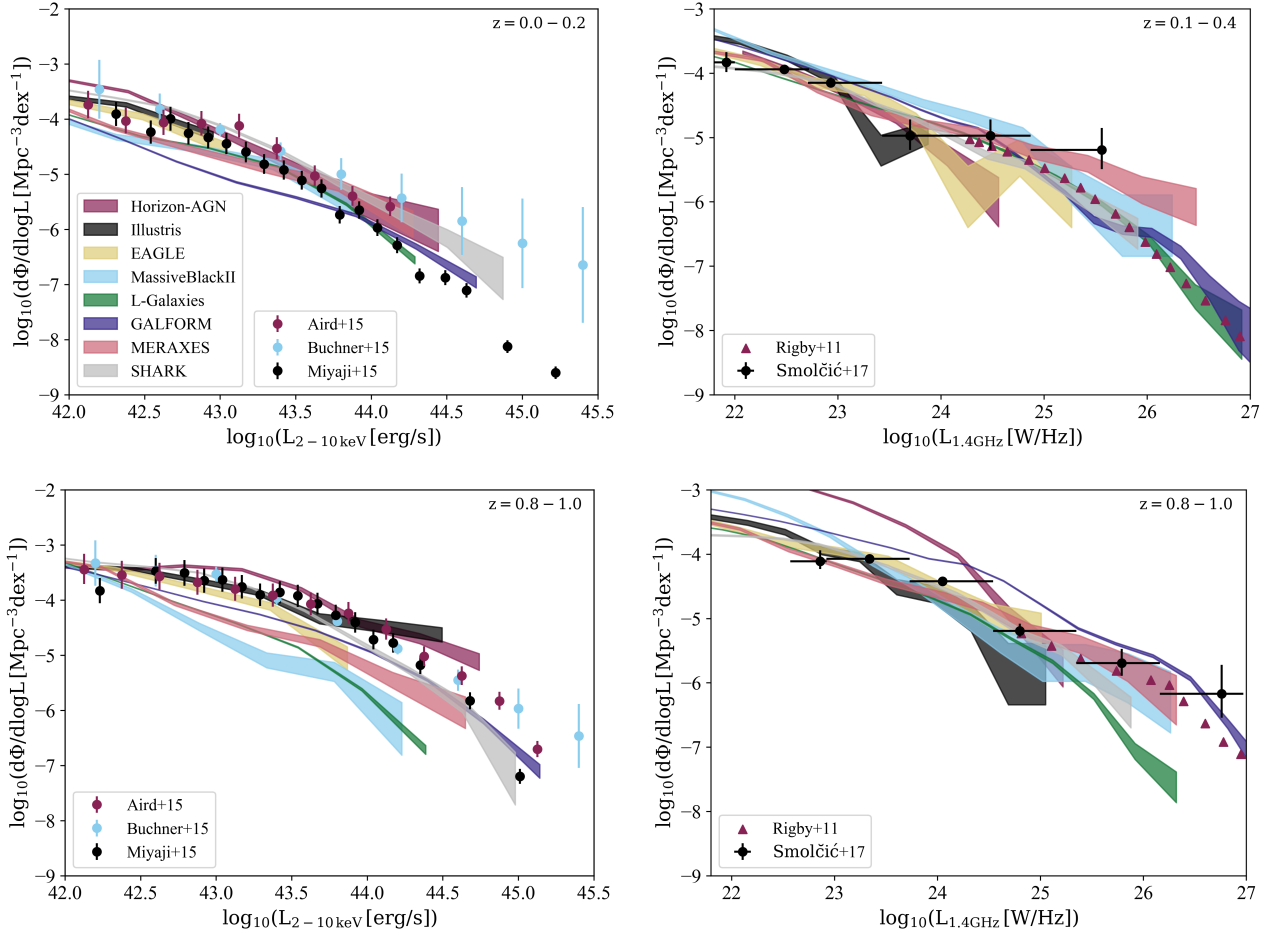 z = 0.0 − 0.2
log₁₀(dΦ/dlogL [Mpc⁻³dex⁻¹])
−2
−3
−4
−5
−6
−7
−8
−9
Horizon-AGN
Illustris
EAGLE
MassiveBlackII
L-Galaxies
GALFORM
MERAXES
SHARK
Aird+15
Buchner+15
Miyaji+15
42.0 42.5 43.0 43.5 44.0 44.5 45.0 45.5
log₁₀(L₂₋₁₀ₖₑᵥ [erg/s])
z = 0.1 − 0.4
log₁₀(dΦ/dlogL [Mpc⁻³dex⁻¹])
−3
−4
−5
−6
−7
−8
−9
Rigby+11
Smolčić+17
22 23 24 25 26 27
log₁₀(L₁.₄GHz [W/Hz])
z = 0.8 − 1.0
log₁₀(dΦ/dlogL [Mpc⁻³dex⁻¹])
−2
−3
−4
−5
−6
−7
−8
−9
Aird+15
Buchner+15
Miyaji+15
42.0 42.5 43.0 43.5 44.0 44.5 45.0 45.5
log₁₀(L₂₋₁₀ₖₑᵥ [erg/s])
z = 0.8 − 1.0
log₁₀(dΦ/dlogL [Mpc⁻³dex⁻¹])
−3
−4
−5
−6
−7
−8
−9
Rigby+11
Smolčić+17
22 23 24 25 26 27
log₁₀(L₁.₄GHz [W/Hz])